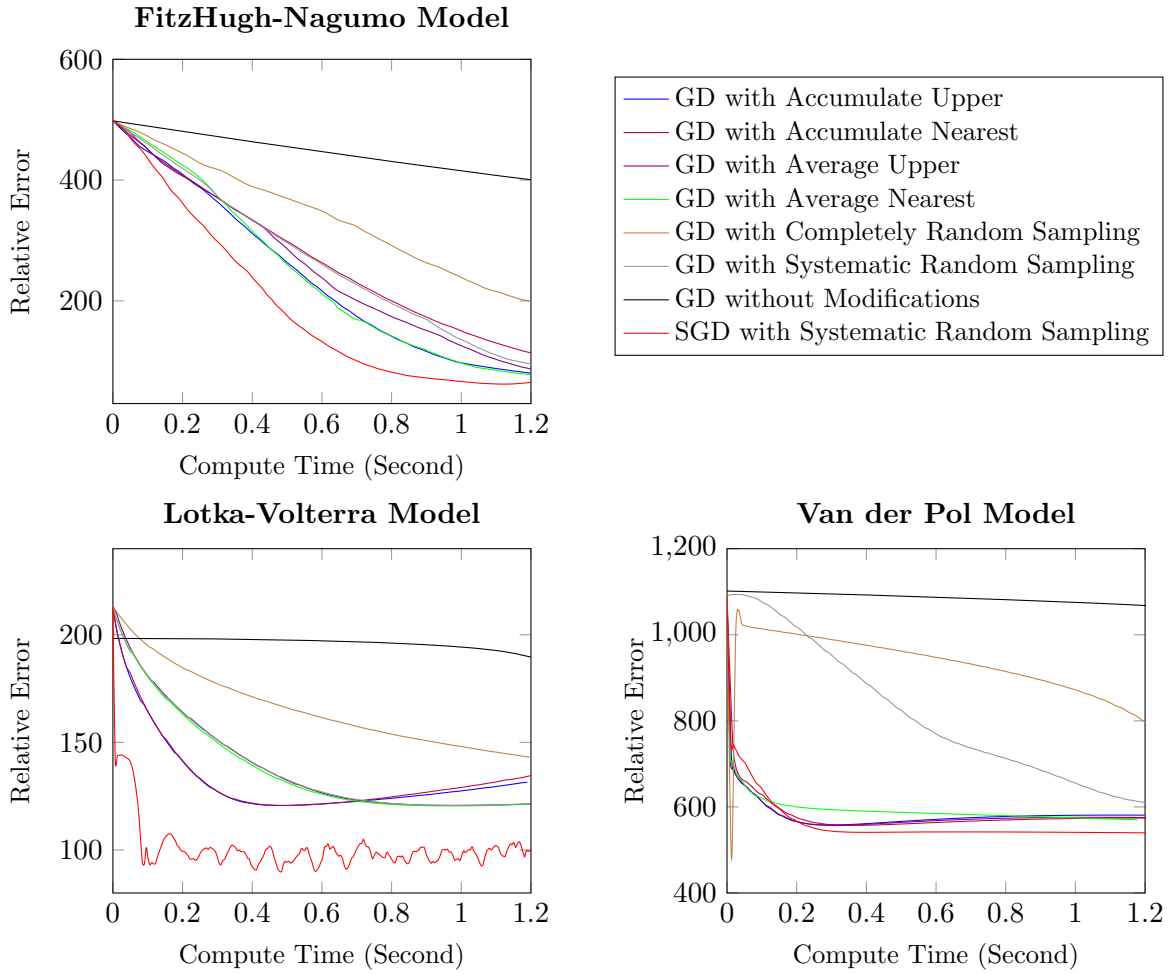 FitzHugh-Nagumo Model
600
400
200
0
0.2
0.4
0.6
0.8
1
1.2
Relative Error
Compute Time (Second)
GD with Accumulate Upper
GD with Accumulate Nearest
GD with Average Upper
GD with Average Nearest
GD with Completely Random Sampling
GD with Systematic Random Sampling
GD without Modifications
SGD with Systematic Random Sampling
Lotka-Volterra Model
200
150
100
0
0.2
0.4
0.6
0.8
1
1.2
Relative Error
Compute Time (Second)
Van der Pol Model
1,200
1,000
800
600
400
0
0.2
0.4
0.6
0.8
1
1.2
Relative Error
Compute Time (Second)